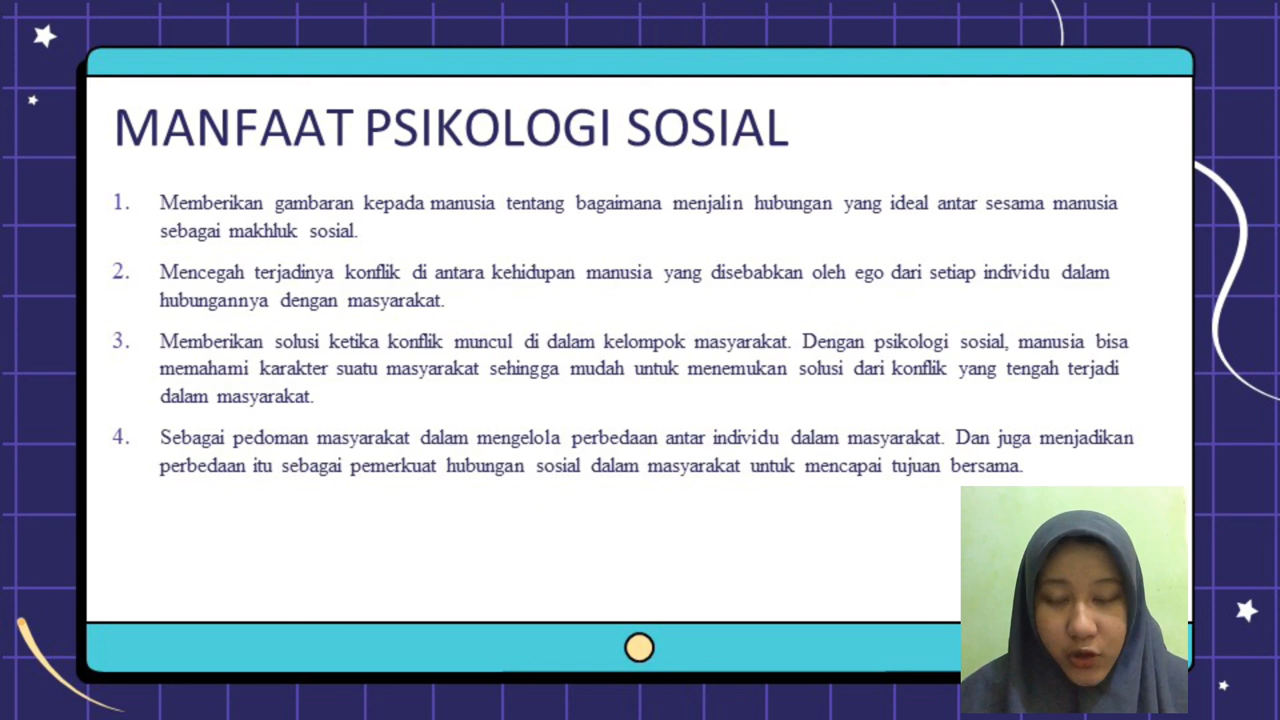 MANFAAT PSIKOLOGI SOSIAL
1. Memberikan gambaran kepada manusia tentang bagaimana menjalin hubungan yang ideal antar sesama manusia
sebagai makhluk sosial.
2. Mencegah terjadinya konflik di antara kehidupan manusia yang disebabkan oleh ego dari setiap individu dalam
hubungannya dengan masyarakat.
3. Memberikan solusi ketika konflik muncul di dalam kelompok masyarakat. Dengan psikologi sosial, manusia bisa
memahami karakter suatu masyarakat sehingga mudah untuk menemukan solusi dari konflik yang tengah terjadi
dalam masyarakat.
4. Sebagai pedoman masyarakat dalam mengelola perbedaan antar individu dalam masyarakat. Dan juga menjadikan
perbedaan itu sebagai pemerkuat hubungan sosial dalam masyarakat untuk mencapai tujuan bersama.